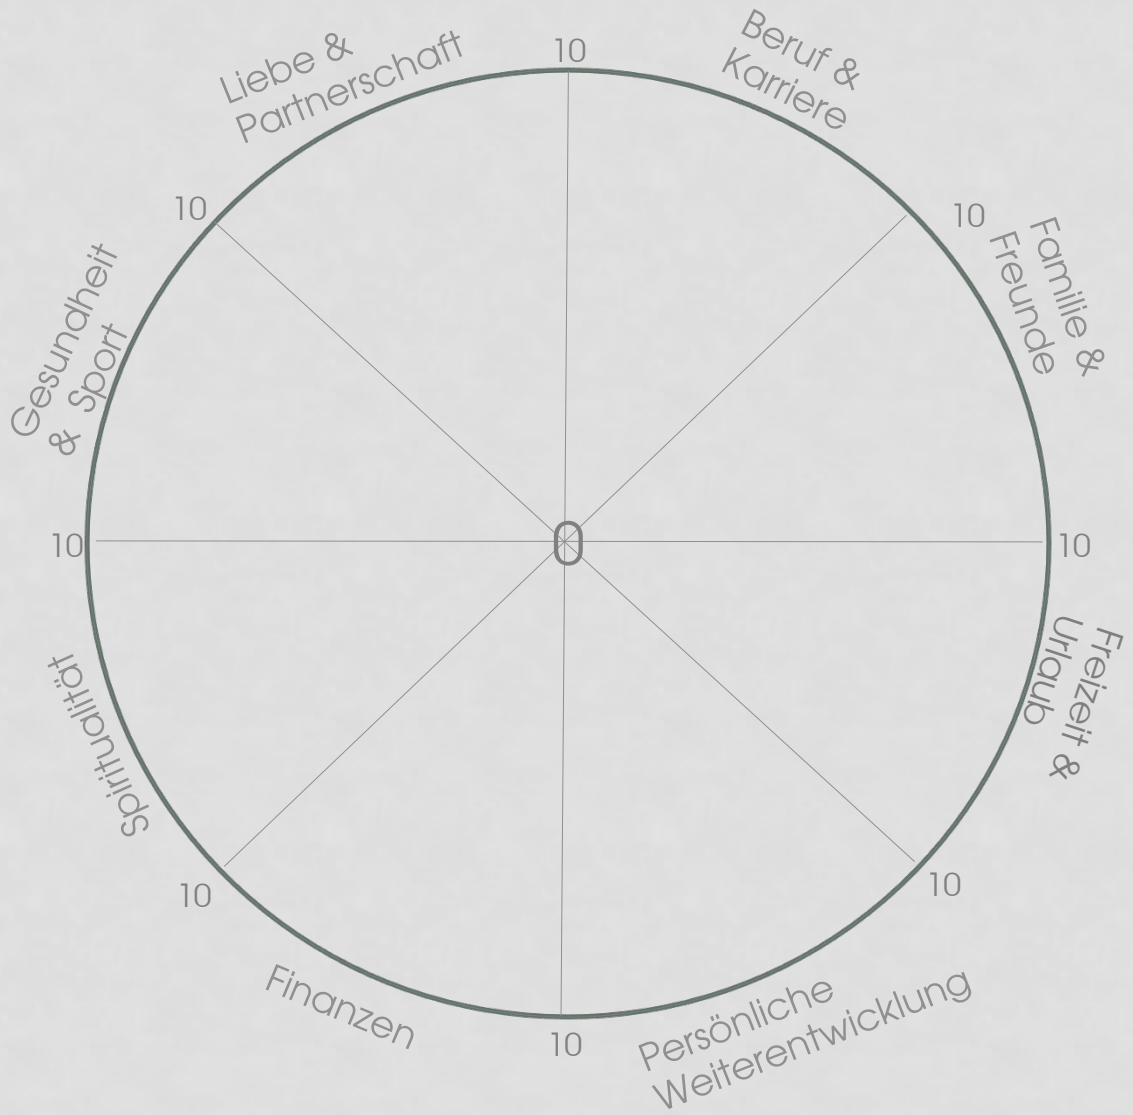 10
Beruf &
Karriere
10
Familie &
Freunde
10
Freizeit &
Urlaub
10
Persönliche
Weiterentwicklung
10
Finanzen
10
Spiritualität
10
Gesundheit
& Sport
10
Liebe &
Partnerschaft
0